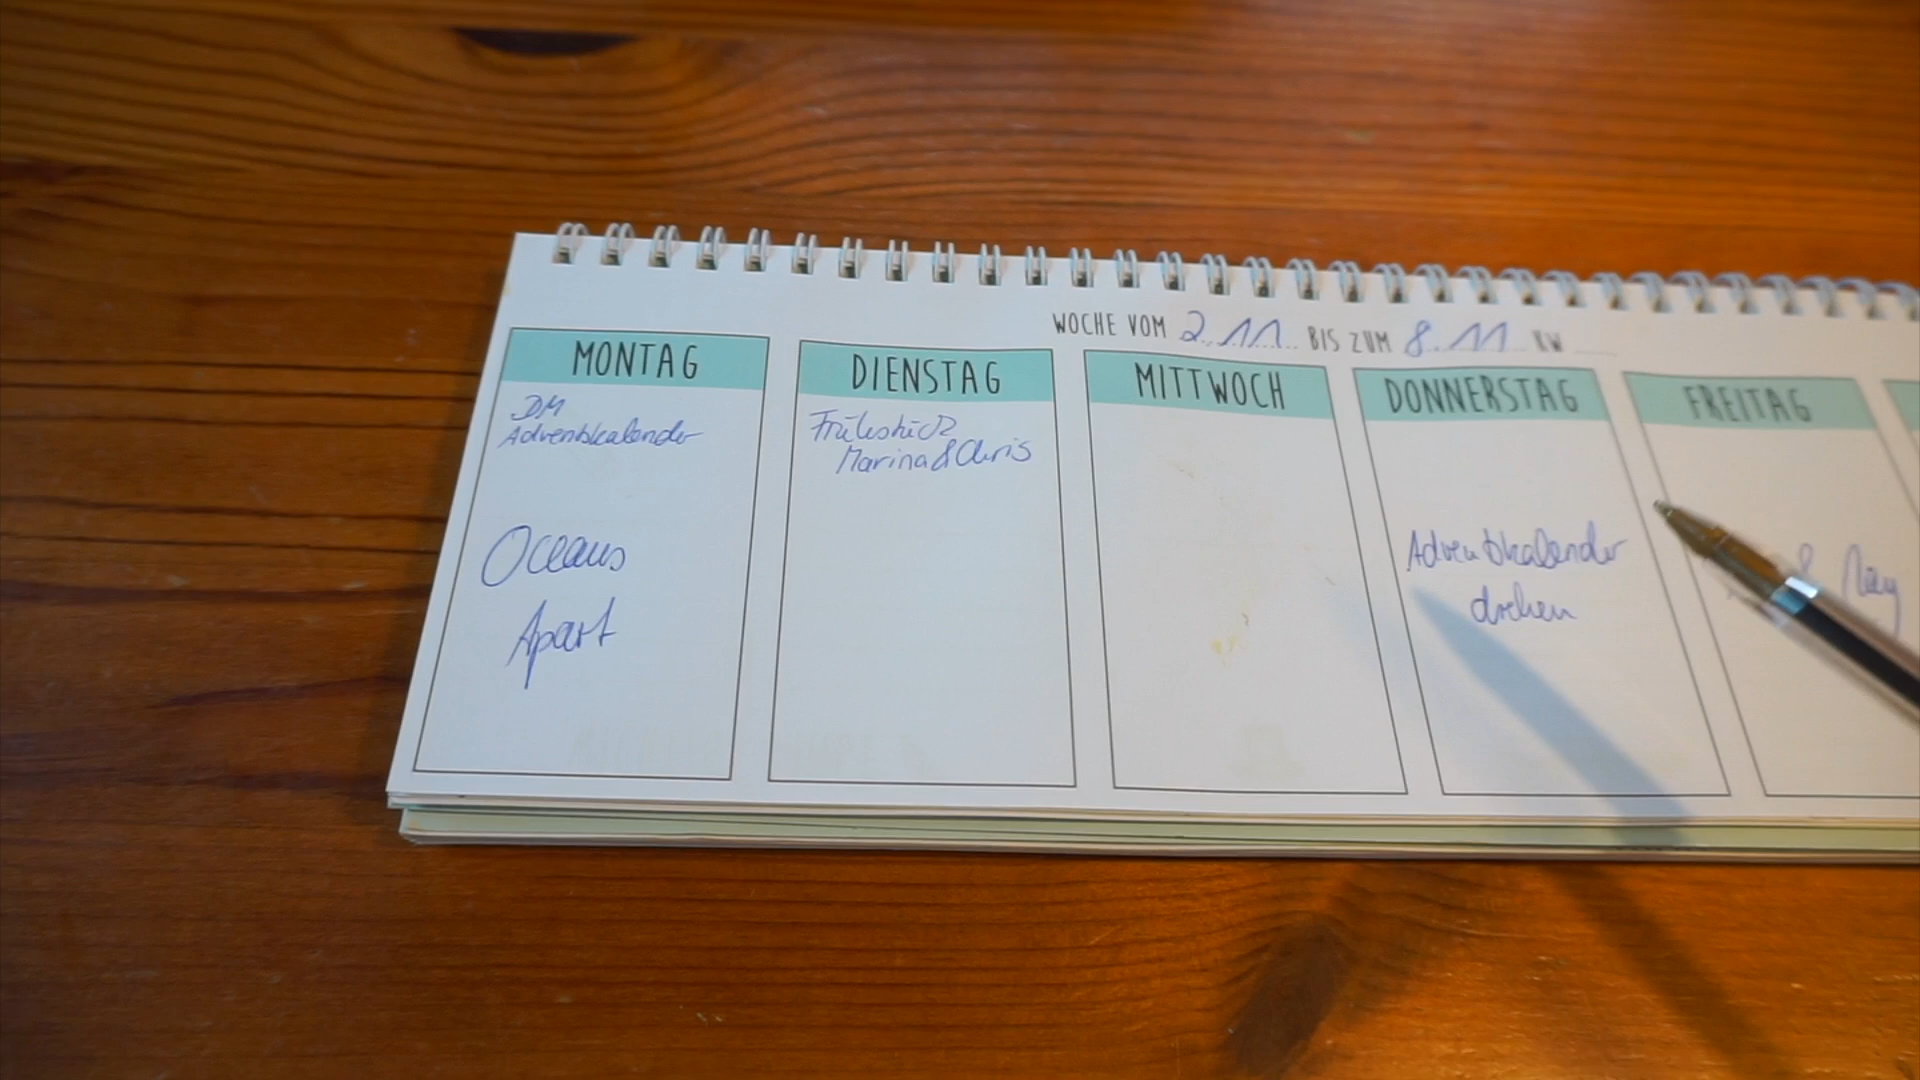 WOCHE VOM 2.11. BIS ZUM 8.11. KW
MONTAG
DM
Adventskalender
Oceans
Apart
DIENSTAG
Frühstück
Marina & Chris
MITTWOCH
DONNERSTAG
Adventskalender
drehen
FREITAG